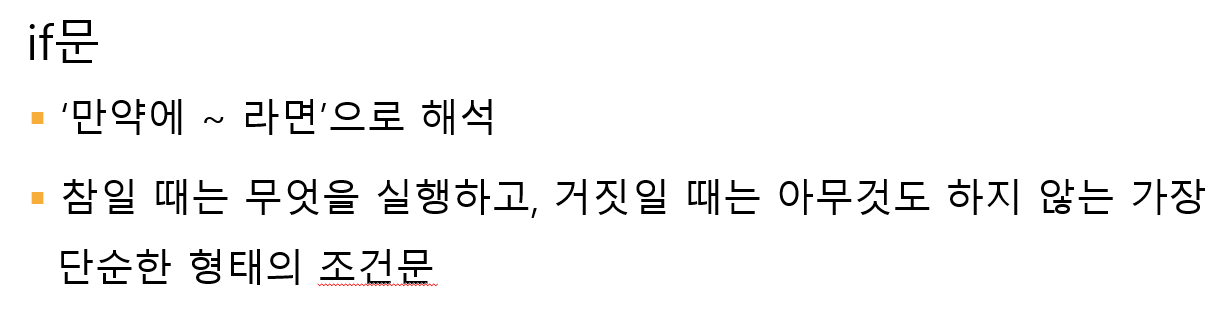 if문
▪ ‘만약에 ~ 라면’으로 해석
▪ 참일 때는 무엇을 실행하고, 거짓일 때는 아무것도 하지 않는 가장
단순한 형태의 조건문